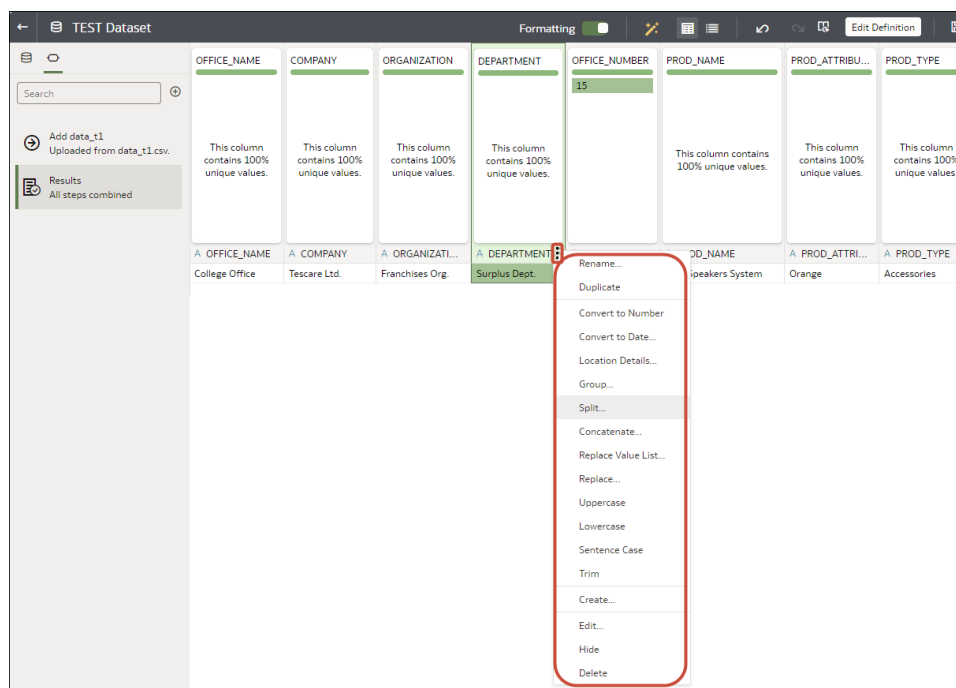 TEST Dataset
Formatting
Edit Definition
Search
Add data_t1
Uploaded from data_t1.csv.
Results
All steps combined
OFFICE_NAME
COMPANY
ORGANIZATION
DEPARTMENT
OFFICE_NUMBER
PROD_NAME
PROD_ATTRIBU...
PROD_TYPE
This column
contains 100%
unique values.
This column
contains 100%
unique values.
This column
contains 100%
unique values.
This column
contains 100%
unique values.
15
This column contains
100% unique values.
This column
contains 100%
unique values.
This column
contains 100%
unique values.
A OFFICE_NAME
A COMPANY
A ORGANIZATI...
A DEPARTMENT
OD_NAME
A PROD_ATTRI...
A PROD_TYPE
College Office
Tescare Ltd.
Franchises Org.
Surplus Dept.
Speakers System
Orange
Accessories
Rename...
Duplicate
Convert to Number
Convert to Date...
Location Details...
Group...
Split...
Concatenate...
Replace Value List...
Replace...
Uppercase
Lowercase
Sentence Case
Trim
Create...
Edit...
Hide
Delete